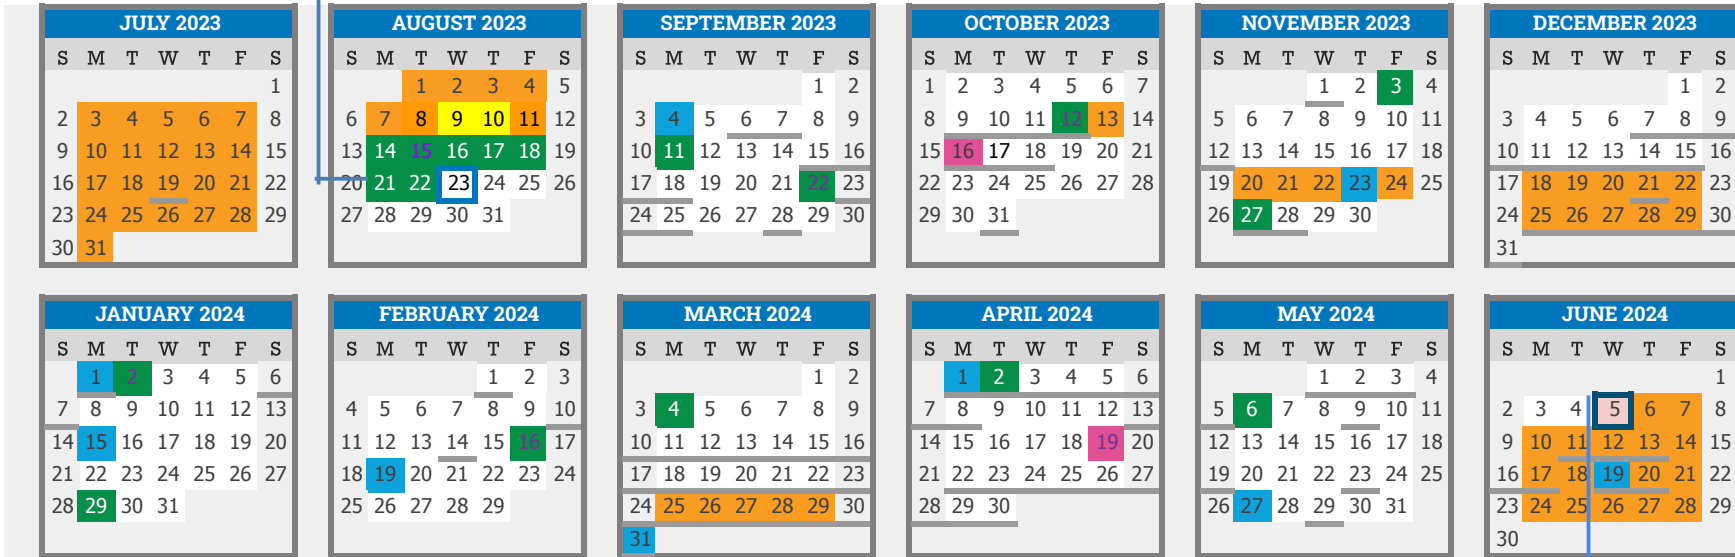 JULY 2023 AUGUST 2023 SEPTEMBER 2023 OCTOBER 2023 NOVEMBER 2023 DECEMBER 2023
S M T W T F S S M T W T F S S M T W T F S S M T W T F S S M T W T F S S M T W T F S
1 1 2 3 4 5 1 2 1 2 3 4 5 6 7 1 2 3 4 1 2
2 3 4 5 6 7 8 6 7 8 9 10 11 12 3 4 5 6 7 8 9 8 9 10 11 12 13 14 5 6 7 8 9 10 11 3 4 5 6 7 8 9
9 10 11 12 13 14 15 13 14 15 16 17 18 19 10 11 12 13 14 15 16 15 16 17 18 19 20 21 12 13 14 15 16 17 18 10 11 12 13 14 15 16
16 17 18 19 20 21 22 20 21 22 23 24 25 26 17 18 19 20 21 22 23 22 23 24 25 26 27 28 19 20 21 22 23 24 25 17 18 19 20 21 22 23
23 24 25 26 27 28 29 27 28 29 30 31 24 25 26 27 28 29 30 29 30 31 26 27 28 29 30 24 25 26 27 28 29 30
30 31 31
JANUARY 2024 FEBRUARY 2024 MARCH 2024 APRIL 2024 MAY 2024 JUNE 2024
S M T W T F S S M T W T F S S M T W T F S S M T W T F S S M T W T F S S M T W T F S
1 2 3 4 5 6 1 2 3 1 2 1 2 3 4 5 6 1 2 3 4 1
7 8 9 10 11 12 13 4 5 6 7 8 9 10 3 4 5 6 7 8 9 7 8 9 10 11 12 13 5 6 7 8 9 10 11 2 3 4 5 6 7 8
14 15 16 17 18 19 20 11 12 13 14 15 16 17 10 11 12 13 14 15 16 14 15 16 17 18 19 20 12 13 14 15 16 17 18 9 10 11 12 13 14 15
21 22 23 24 25 26 27 18 19 20 21 22 23 24 17 18 19 20 21 22 23 21 22 23 24 25 26 27 19 20 21 22 23 24 25 16 17 18 19 20 21 22
28 29 30 31 25 26 27 28 29 24 25 26 27 28 29 30 28 29 30 26 27 28 29 30 31 23 24 25 26 27 28 29
31 30